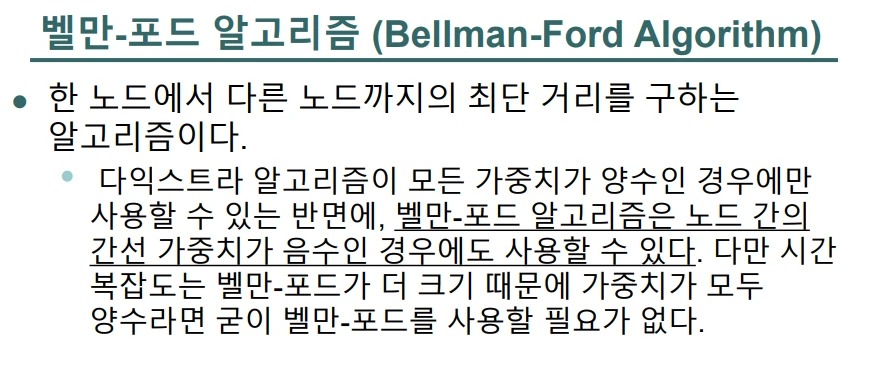 벨만-포드 알고리즘 (Bellman-Ford Algorithm)
한 노드에서 다른 노드까지의 최단 거리를 구하는
알고리즘이다.
다익스트라 알고리즘이 모든 가중치가 양수인 경우에만
사용할 수 있는 반면에, 벨만-포드 알고리즘은 노드 간의
간선 가중치가 음수인 경우에도 사용할 수 있다. 다만 시간
복잡도는 벨만-포드가 더 크기 때문에 가중치가 모두
양수라면 굳이 벨만-포드를 사용할 필요가 없다.